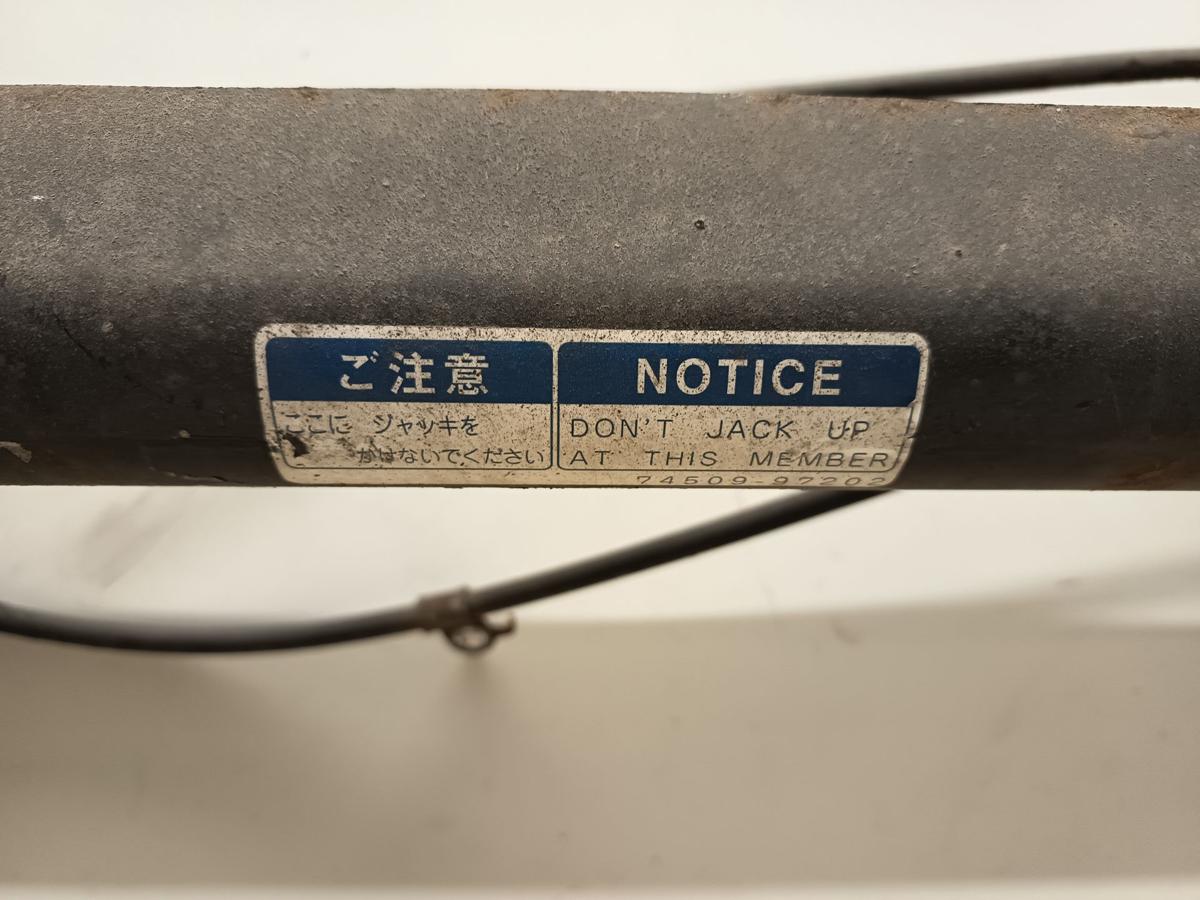 ご注意
ここに ジャッキを
かけないでください
NOTICE
DON'T JACK UP
AT THIS MEMBER
74509-97202